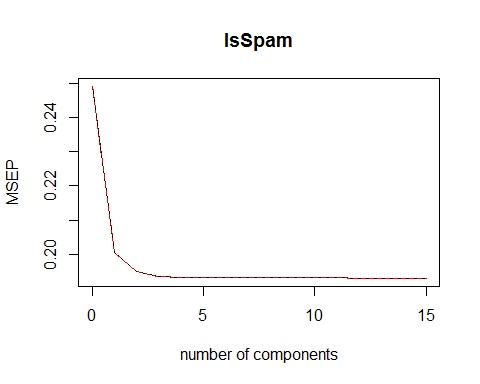 IsSpam
MSEP
0.24
0.22
0.20
0 5 10 15
number of components